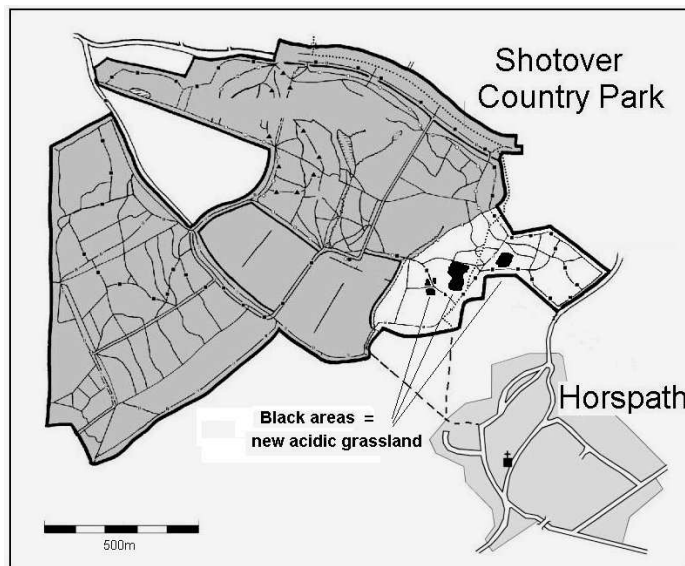 Shotover
Country Park
Horspath
Black areas =
new acidic grassland
500m